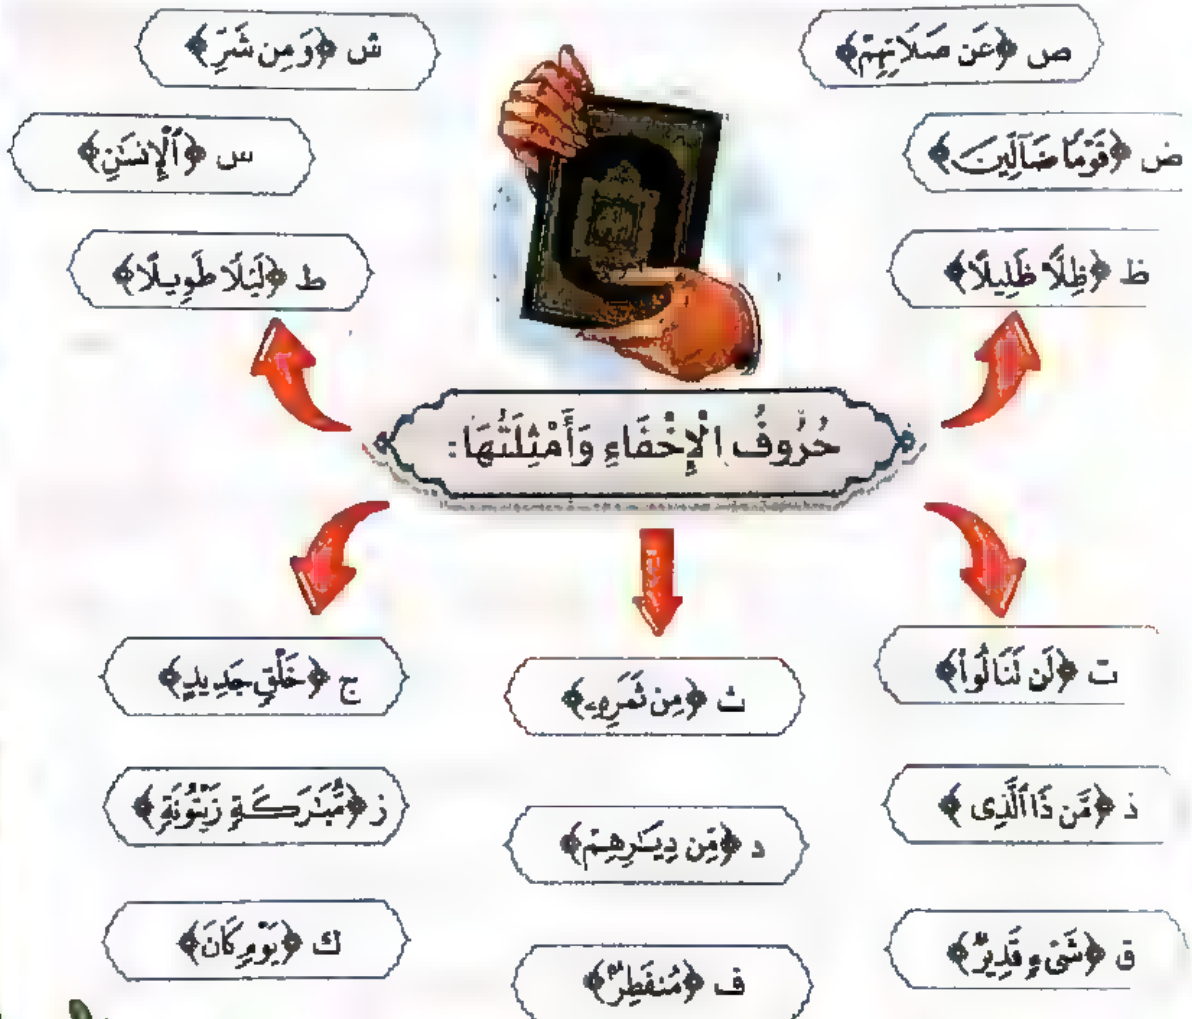 ص ﴿عَن صَلَاتِهِمْ﴾
ش ﴿وَمِن شَرِّ﴾
ض ﴿قَوْمًا ضَآلِّينَ﴾
س ﴿ٱلْإِنسَٰنِ﴾
ظ ﴿ظِلًّا ظَلِيلًا﴾
ط ﴿لَيْلًا طَوِيلًا﴾
حُرُوفُ الْإِخْفَاءِ وَأَمْثِلَتُهَا:
ت ﴿لَن تَنَالُوا۟﴾
ث ﴿مِن ثَمَرِهِۦ﴾
ج ﴿خَلْقٍ جَدِيدٍ﴾
ذ ﴿مَّن ذَا ٱلَّذِى﴾
د ﴿مِّن دِيَٰرِهِمْ﴾
ز ﴿مُّبَٰرَكَةٍ زَيْتُونَةٍ﴾
ق ﴿شَىْءٍ قَدِيرٌ﴾
ف ﴿مُنفَطِرٌ﴾
ك ﴿يَوْمٍ كَانَ﴾